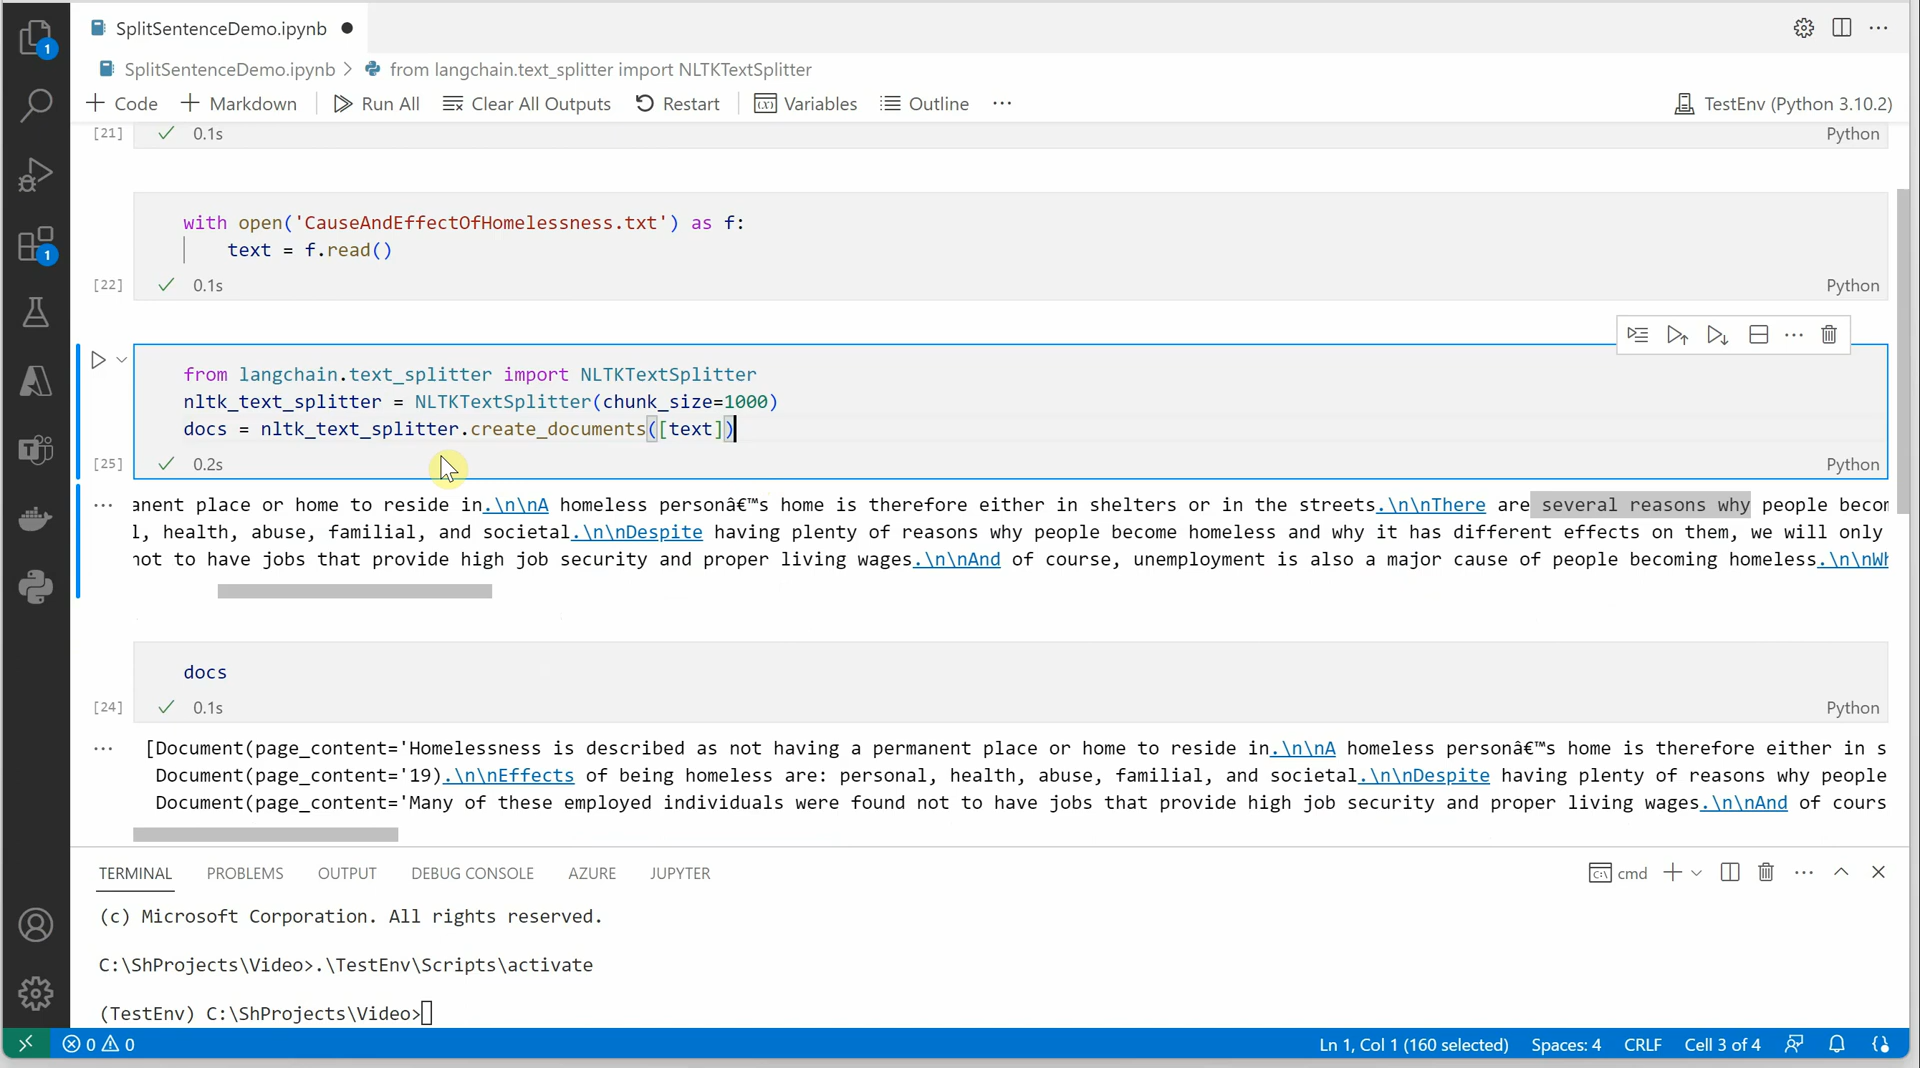 SplitSentenceDemo.ipynb
SplitSentenceDemo.ipynb > from langchain.text_splitter import NLTKTextSplitter
+ Code + Markdown Run All Clear All Outputs Restart Variables Outline ... TestEnv (Python 3.10.2)
[21] 0.1s Python
with open('CauseAndEffectOfHomelessness.txt') as f:
text = f.read()
[22] 0.1s Python
from langchain.text_splitter import NLTKTextSplitter
nltk_text_splitter = NLTKTextSplitter(chunk_size=1000)
docs = nltk_text_splitter.create_documents([text])
[25] 0.2s Python
anent place or home to reside in.\n\nA homeless personâ€™s home is therefore either in shelters or in the streets.\n\nThere are several reasons why people becom
l, health, abuse, familial, and societal.\n\nDespite having plenty of reasons why people become homeless and why it has different effects on them, we will only
not to have jobs that provide high job security and proper living wages.\n\nAnd of course, unemployment is also a major cause of people becoming homeless.\n\nWh
docs
[24] 0.1s Python
[Document(page_content='Homelessness is described as not having a permanent place or home to reside in.\n\nA homeless personâ€™s home is therefore either in s
Document(page_content='19).\n\nEffects of being homeless are: personal, health, abuse, familial, and societal.\n\nDespite having plenty of reasons why people
Document(page_content='Many of these employed individuals were found not to have jobs that provide high job security and proper living wages.\n\nAnd of cours
TERMINAL PROBLEMS OUTPUT DEBUG CONSOLE AZURE JUPYTER cmd
(c) Microsoft Corporation. All rights reserved.
C:\ShProjects\Video>.\TestEnv\Scripts\activate
(TestEnv) C:\ShProjects\Video>
0 0 Ln 1, Col 1 (160 selected) Spaces: 4 CRLF Cell 3 of 4
1
1